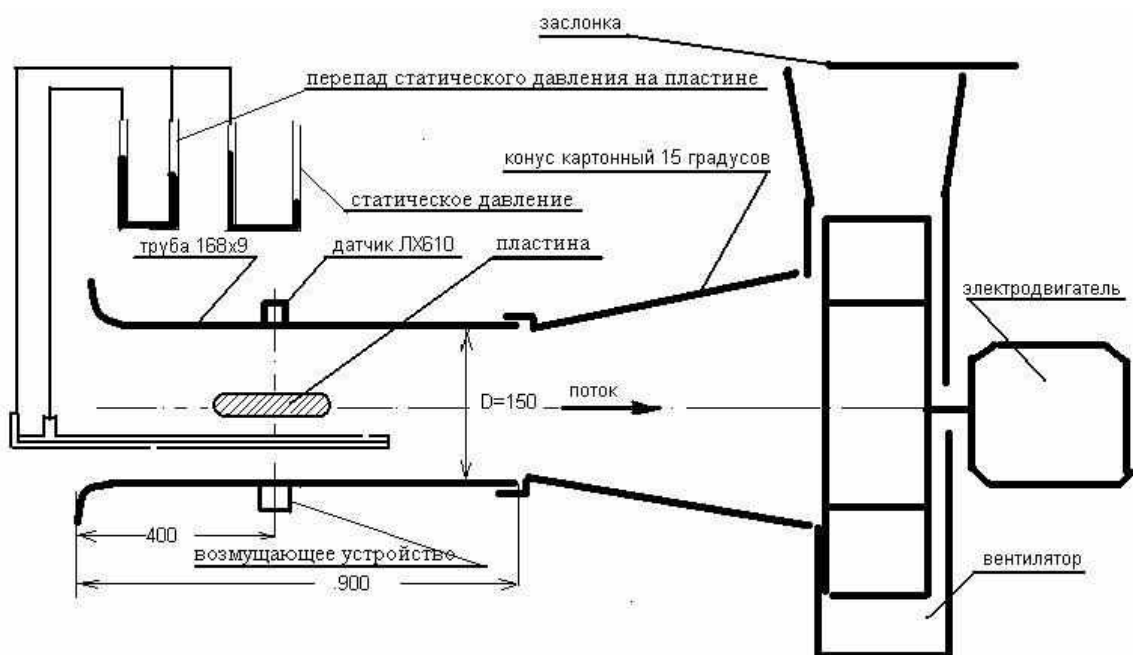 заслонка
перепад статического давления на пластине
конус картонный 15 градусов
статическое давление
труба 168х9
датчик ЛХ610
пластина
электродвигатель
D=150
поток
400
возмущающее устройство
.900
вентилятор